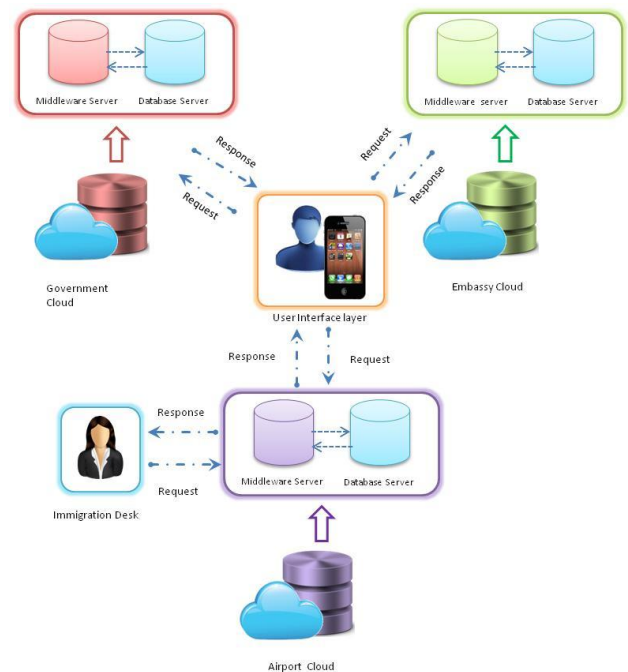 Middleware Server
Database Server
Middleware server
Database Server
Response
Request
Request
Response
Government
Cloud
Embassy Cloud
User Interface layer
Response
Request
Response
Request
Middleware Server
Database Server
Immigration Desk
Airport Cloud